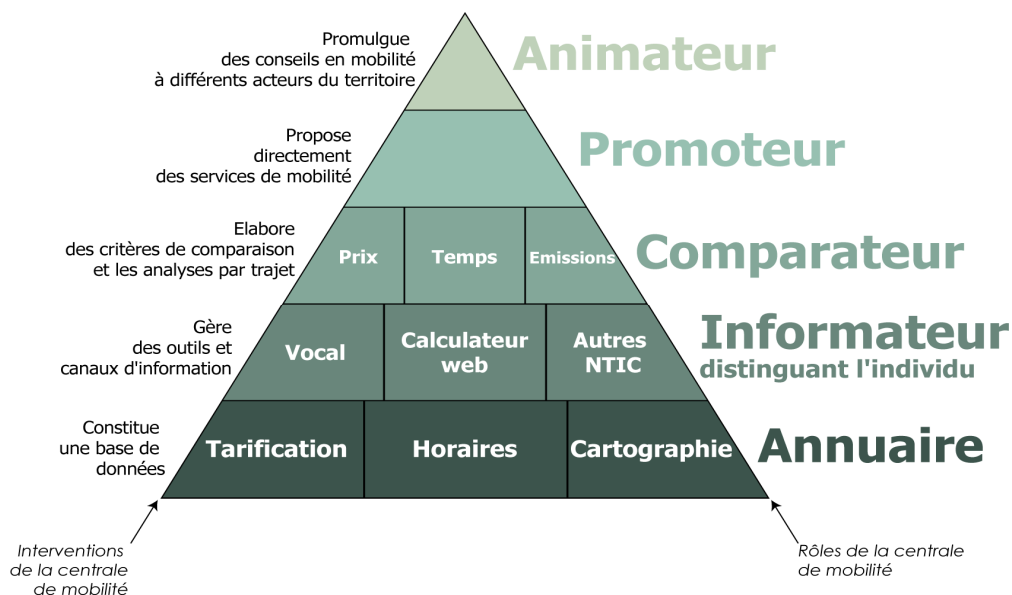 Promulgue
des conseils en mobilité
à différents acteurs du territoire
Animateur
Propose
directement
des services de mobilité
Promoteur
Elabore
des critères de comparaison
et les analyses par trajet
Prix
Temps
Emissions
Comparateur
Gère
des outils et
canaux d'information
Vocal
Calculateur
web
Autres
NTIC
Informateur
distinguant l'individu
Constitue
une base de
données
Tarification
Horaires
Cartographie
Annuaire
Interventions
de la centrale
de mobilité
Rôles de la centrale
de mobilité